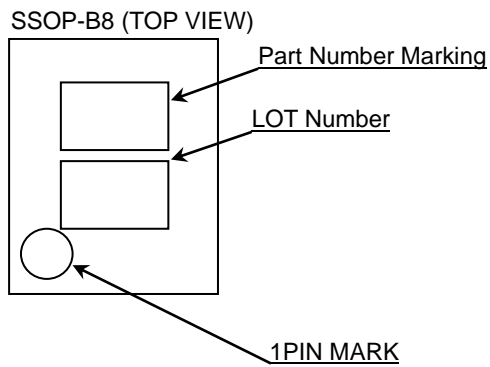 SSOP-B8 (TOP VIEW)
Part Number Marking
LOT Number
1PIN MARK